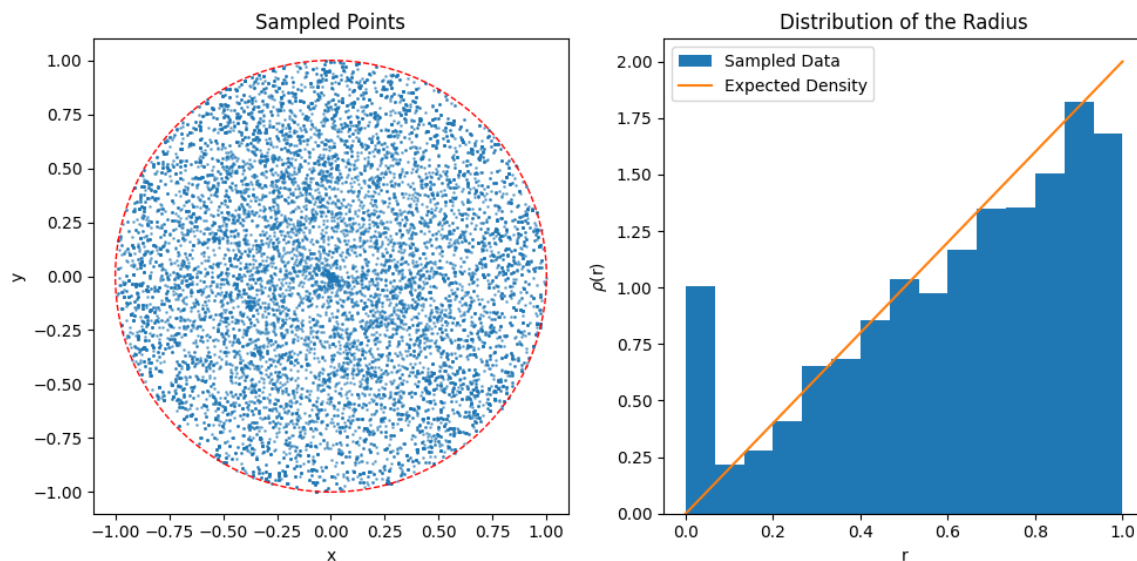 Sampled Points
1.00
0.75
0.50
0.25
0.00
−0.25
−0.50
−0.75
−1.00
y
−1.00 −0.75 −0.50 −0.25 0.00 0.25 0.50 0.75 1.00
x
Distribution of the Radius
Sampled Data
Expected Density
2.00
1.75
1.50
1.25
1.00
0.75
0.50
0.25
0.00
ρ(r)
0.0 0.2 0.4 0.6 0.8 1.0
r